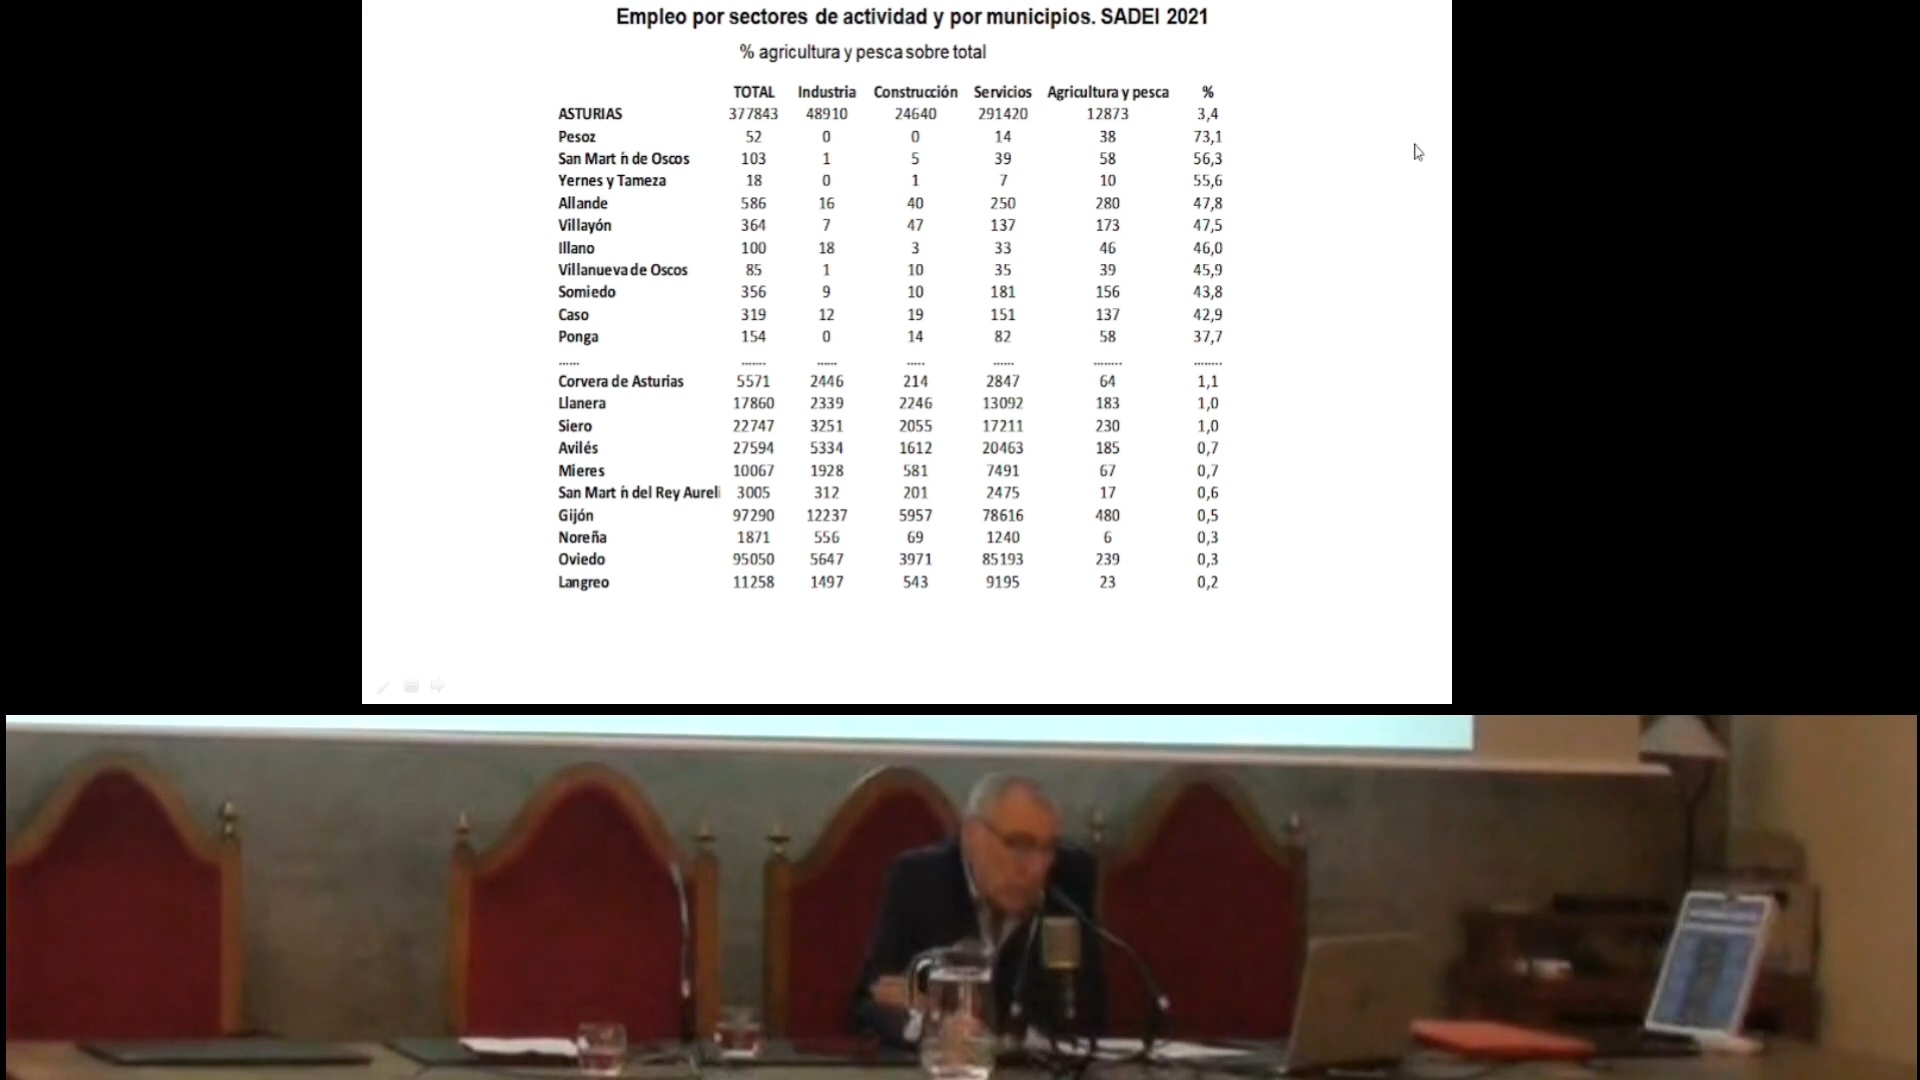 Empleo por sectores de actividad y por municipios. SADEI 2021
% agricultura y pesca sobre total
TOTAL Industria Construcción Servicios Agricultura y pesca %
ASTURIAS 377843 48910 24640 291420 12873 3,4
Pesoz 52 0 0 14 38 73,1
San Martín de Oscos 103 1 5 39 58 56,3
Yernes y Tameza 18 0 1 7 10 55,6
Allande 586 16 40 250 280 47,8
Villayón 364 7 47 137 173 47,5
Illano 100 18 3 33 46 46,0
Villanueva de Oscos 85 1 10 35 39 45,9
Somiedo 356 9 10 181 156 43,8
Caso 319 12 19 151 137 42,9
Ponga 154 0 14 82 58 37,7
...... ....... ...... ..... ...... ........ ........
Corvera de Asturias 5571 2446 214 2847 64 1,1
Llanera 17860 2339 2246 13092 183 1,0
Siero 22747 3251 2055 17211 230 1,0
Avilés 27594 5334 1612 20463 185 0,7
Mieres 10067 1928 581 7491 67 0,7
San Martín del Rey Aureli 3005 312 201 2475 17 0,6
Gijón 97290 12237 5957 78616 480 0,5
Noreña 1871 556 69 1240 6 0,3
Oviedo 95050 5647 3971 85193 239 0,3
Langreo 11258 1497 543 9195 23 0,2